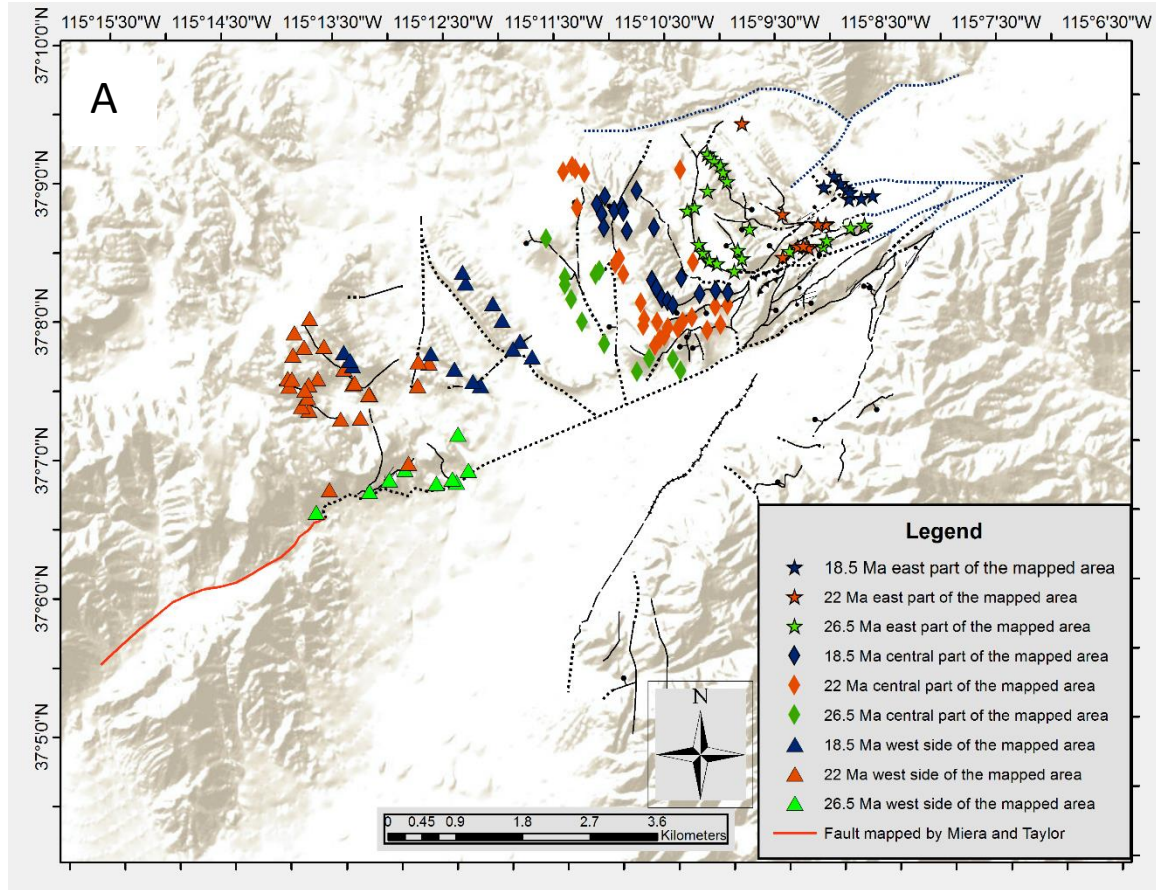 115°15'30"W 115°14'30"W 115°13'30"W 115°12'30"W 115°11'30"W 115°10'30"W 115°9'30"W 115°8'30"W 115°7'30"W 115°6'30"W
37°10'0"N
A
37°9'0"N
37°8'0"N
37°7'0"N
37°6'0"N
37°5'0"N
Legend
18.5 Ma east part of the mapped area
22 Ma east part of the mapped area
26.5 Ma east part of the mapped area
18.5 Ma central part of the mapped area
22 Ma central part of the mapped area
26.5 Ma central part of the mapped area
18.5 Ma west side of the mapped area
22 Ma west side of the mapped area
26.5 Ma west side of the mapped area
Fault mapped by Miera and Taylor
N
0 0.45 0.9 1.8 2.7 3.6
Kilometers